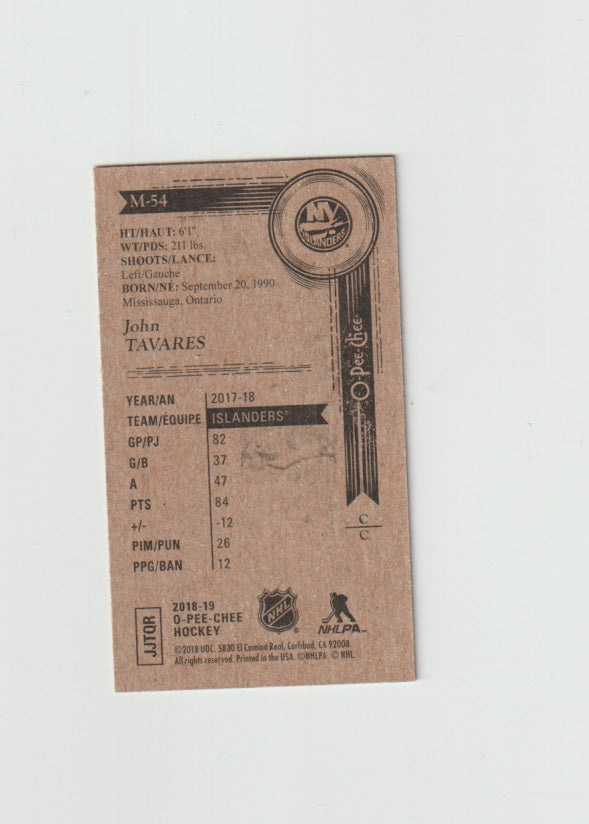 M-54
NY
ISLANDERS
HT/HAUT: 6'1"
WT/PDS: 211 lbs.
SHOOTS/LANCE:
Left/Gauche
BORN/NÉ: September 20, 1990
Mississauga, Ontario
John
TAVARES
O-Pee-Chee
YEAR/AN 2017-18
TEAM/ÉQUIPE ISLANDERS®
GP/PJ 82
G/B 37
A 47
PTS 84
+/- -12
PIM/PUN 26
PPG/BAN 12
C
C
JJTQR
2018-19
O-PEE-CHEE
HOCKEY
NHL®
NHLPA™
©2018 UDC. 5830 El Camino Real, Carlsbad, CA 92008.
All rights reserved. Printed in the USA. ©NHLPA. © NHL